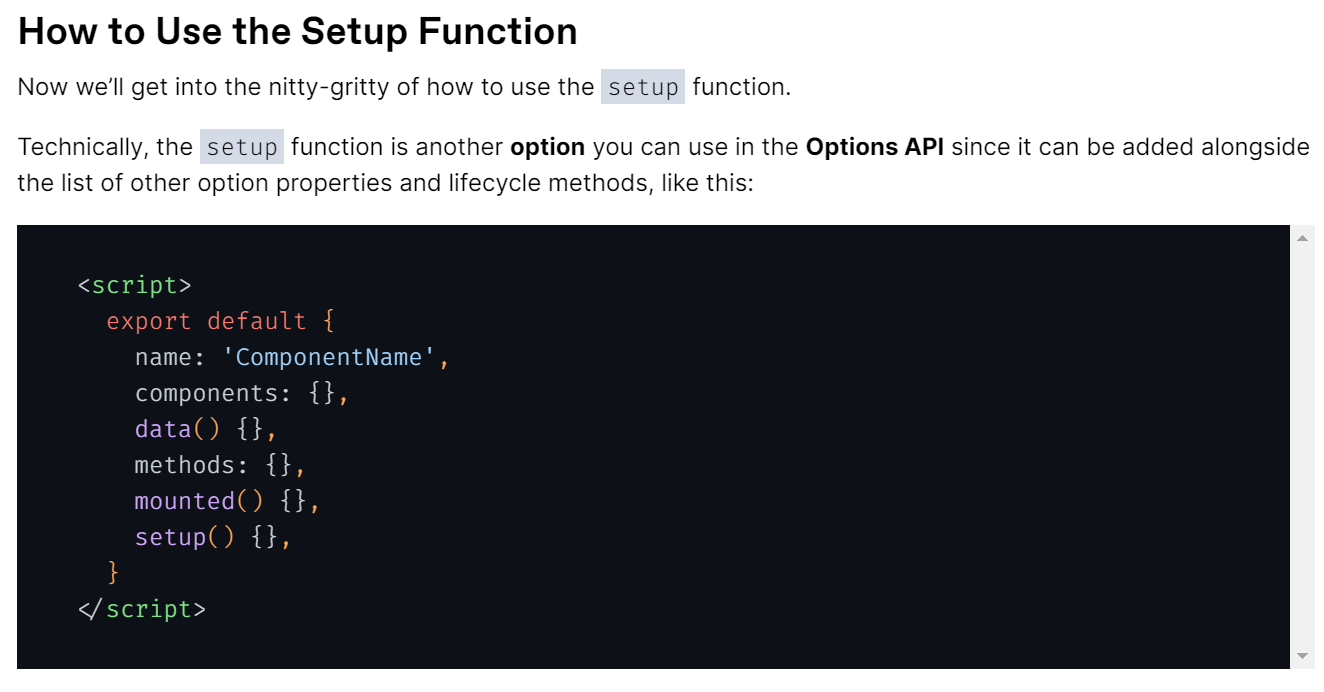 How to Use the Setup Function
Now we’ll get into the nitty-gritty of how to use the setup function.
Technically, the setup function is another option you can use in the Options API since it can be added alongside
the list of other option properties and lifecycle methods, like this:
<script>
  export default {
    name: 'ComponentName',
    components: {},
    data() {},
    methods: {},
    mounted() {},
    setup() {},
  }
</script>